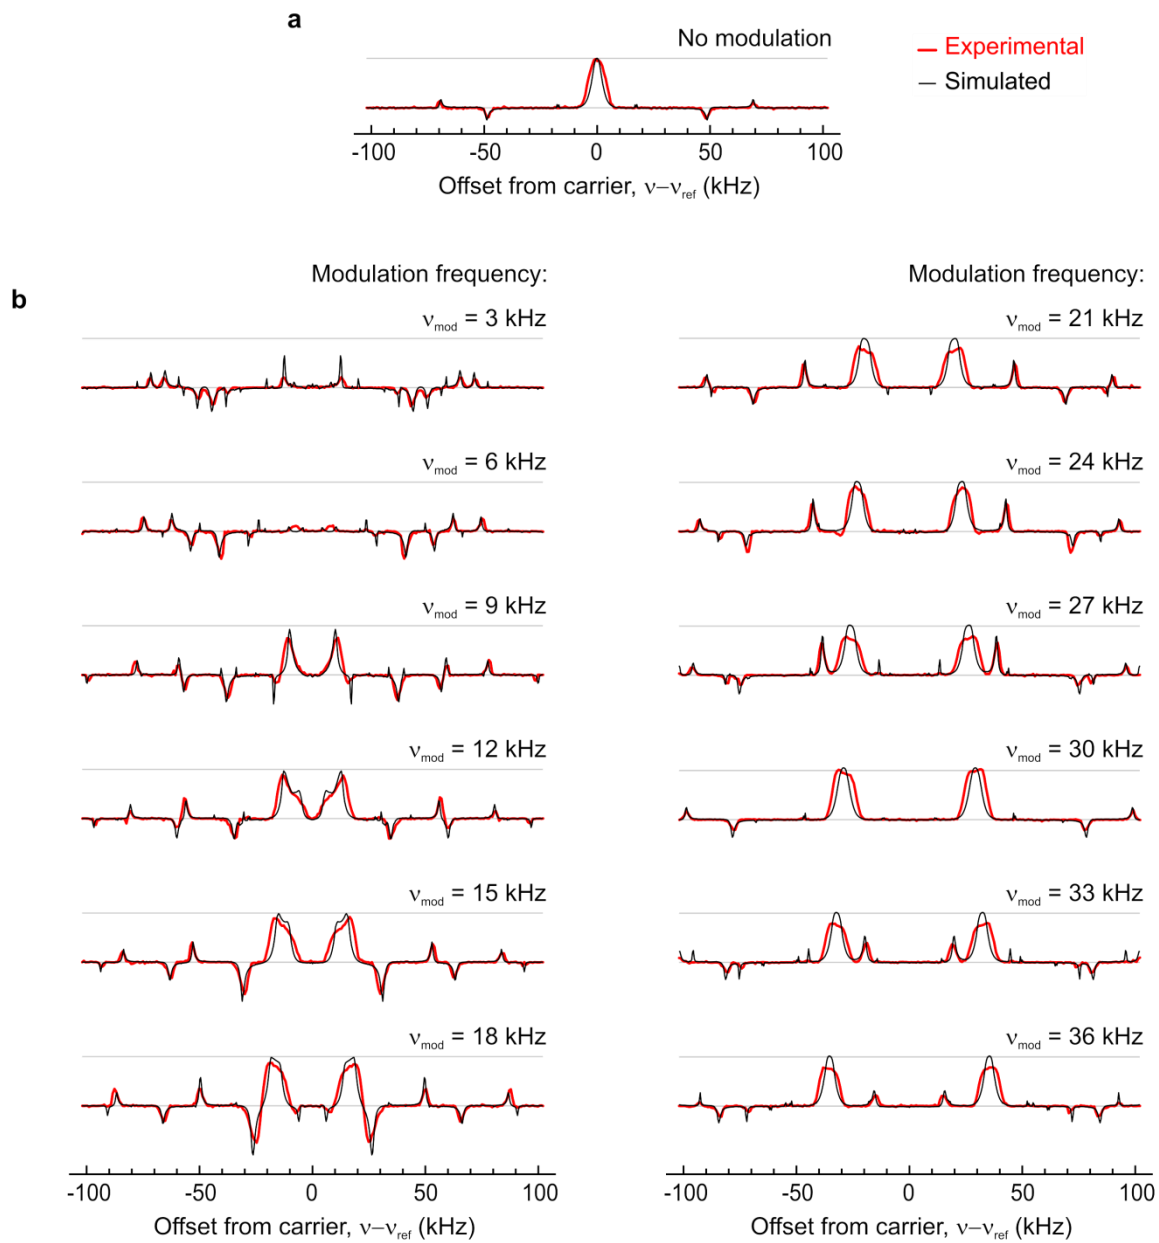 a
No modulation
Experimental
Simulated
-100 -50 0 50 100
Offset from carrier, ν–ν_ref (kHz)
b
Modulation frequency:
ν_mod = 3 kHz
ν_mod = 6 kHz
ν_mod = 9 kHz
ν_mod = 12 kHz
ν_mod = 15 kHz
ν_mod = 18 kHz
-100 -50 0 50 100
Offset from carrier, ν–ν_ref (kHz)
Modulation frequency:
ν_mod = 21 kHz
ν_mod = 24 kHz
ν_mod = 27 kHz
ν_mod = 30 kHz
ν_mod = 33 kHz
ν_mod = 36 kHz
-100 -50 0 50 100
Offset from carrier, ν–ν_ref (kHz)